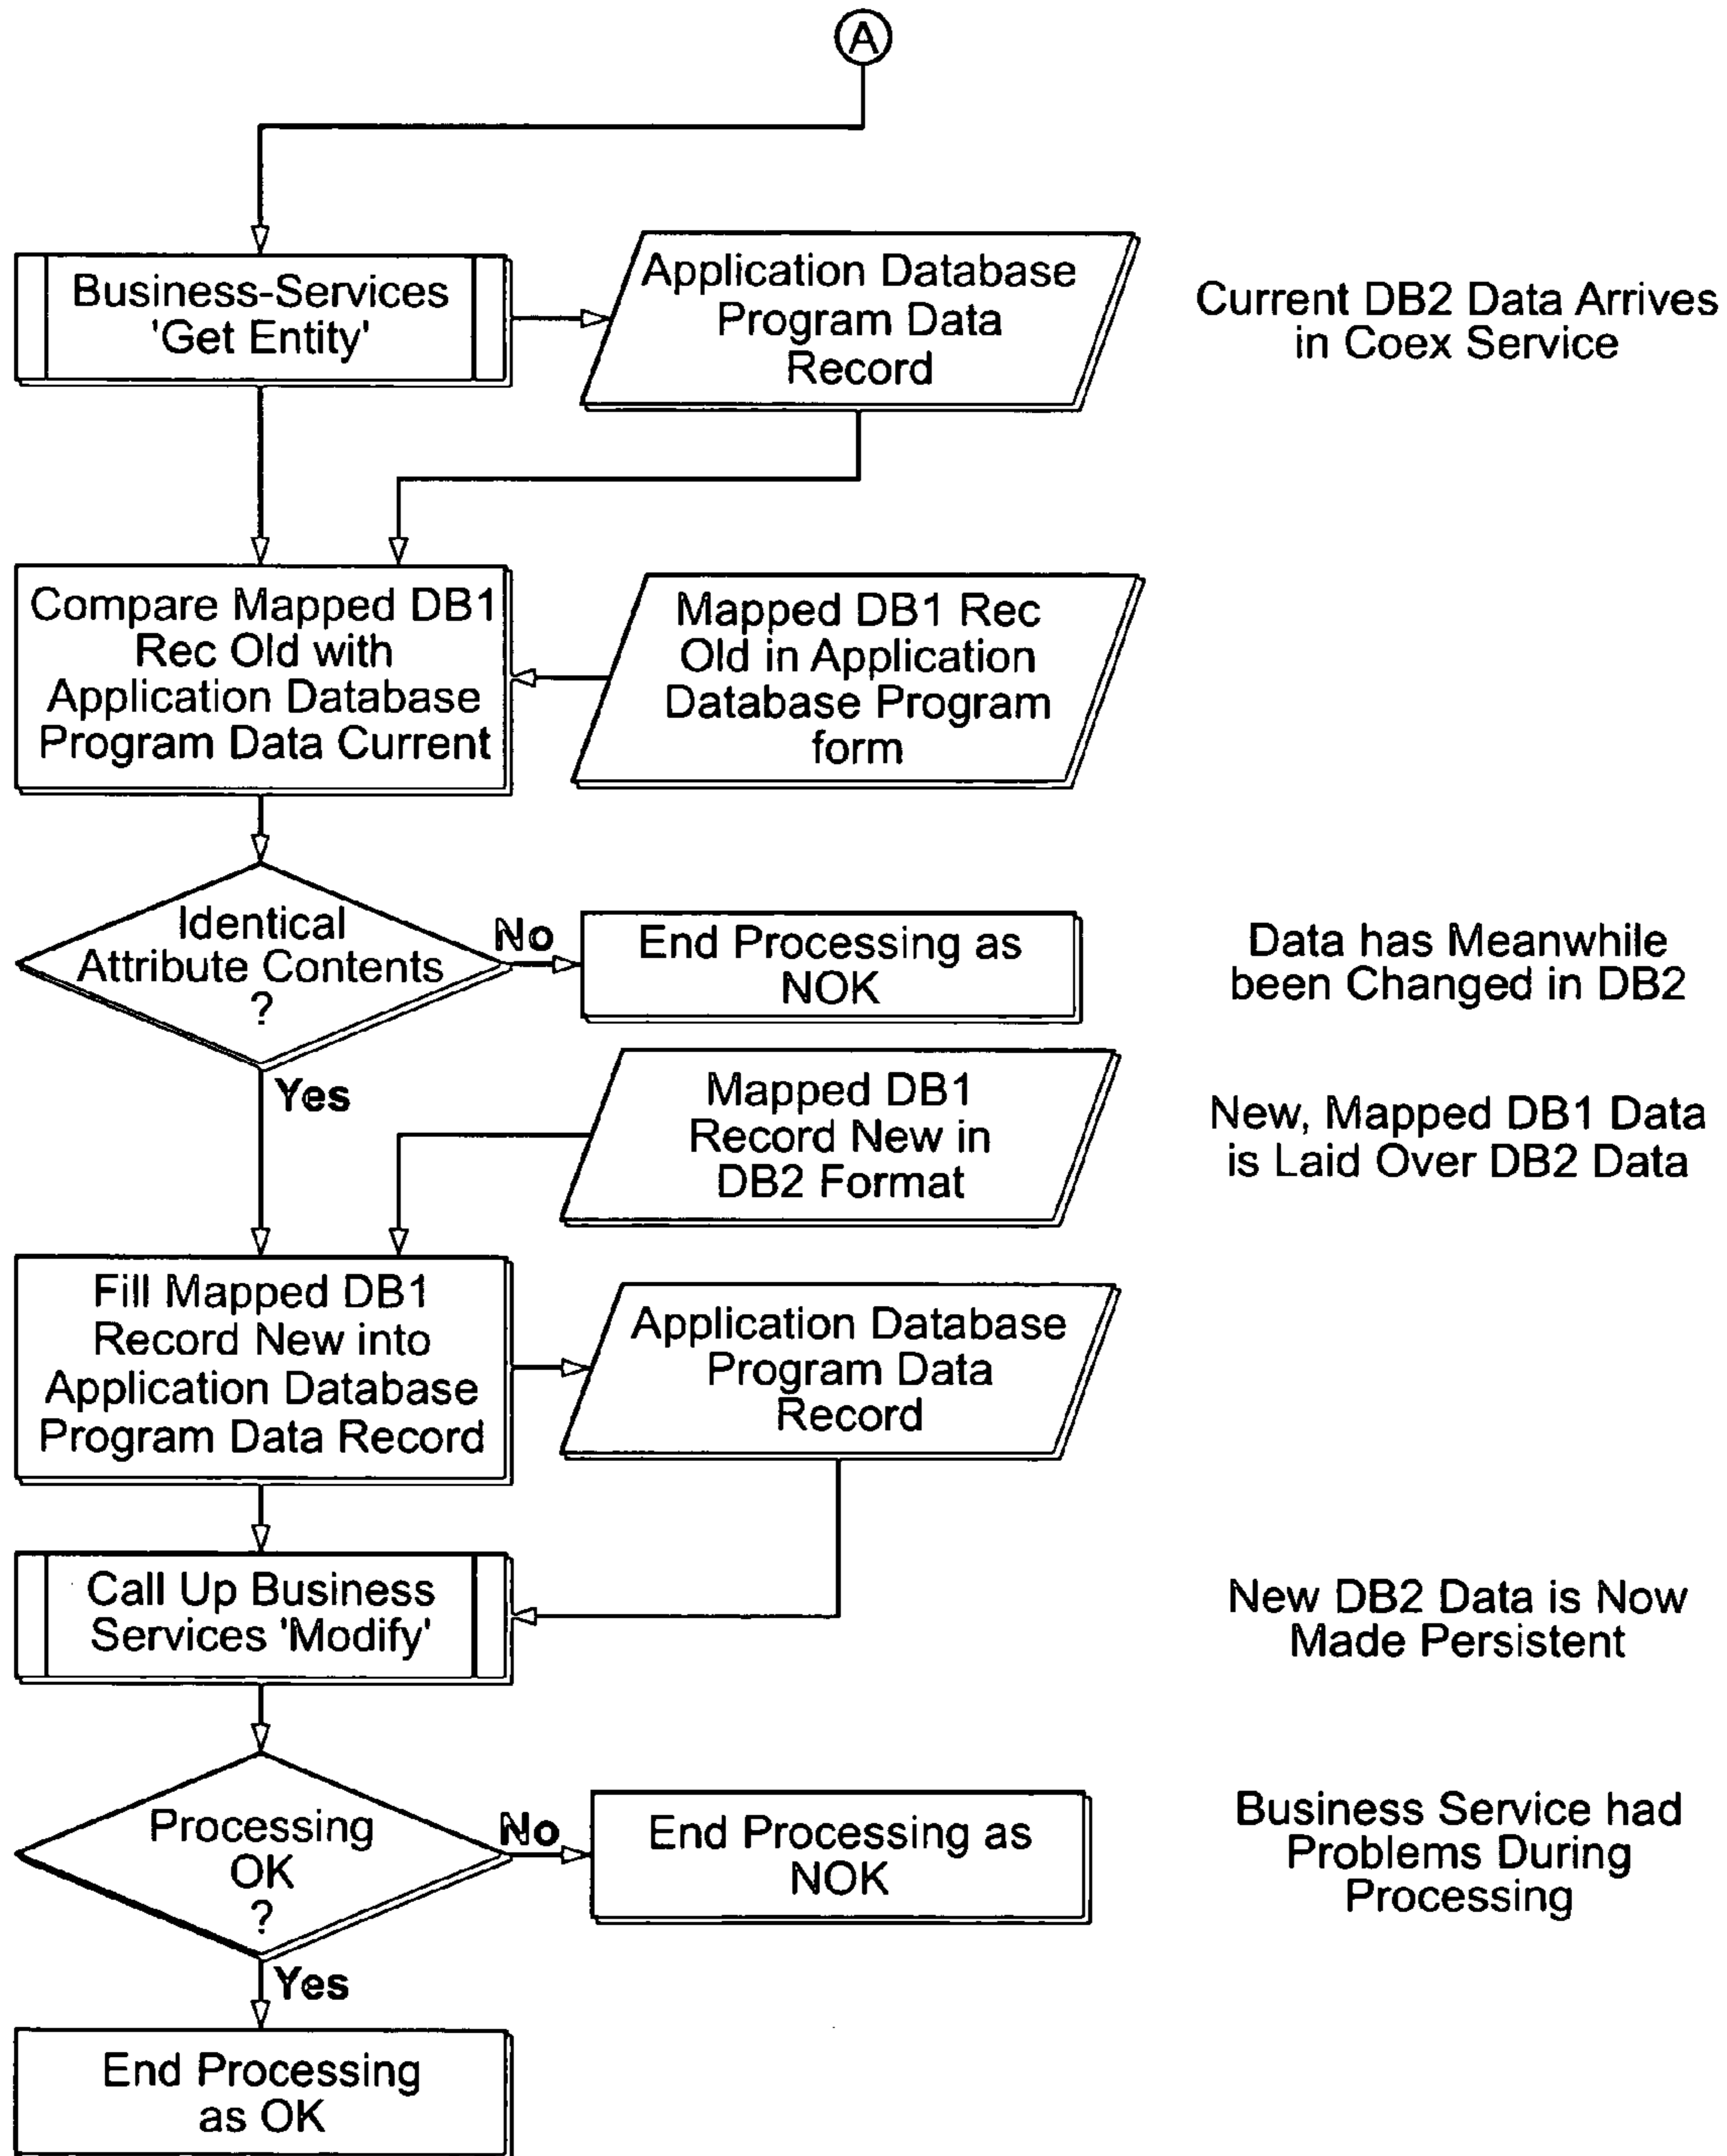 A
Business-Services
'Get Entity'
Application Database
Program Data
Record
Current DB2 Data Arrives
in Coex Service
Compare Mapped DB1
Rec Old with
Application Database
Program Data Current
Mapped DB1 Rec
Old in Application
Database Program
form
Identical
Attribute Contents
?
No
End Processing as
NOK
Data has Meanwhile
been Changed in DB2
Yes
Mapped DB1
Record New in
DB2 Format
New, Mapped DB1 Data
is Laid Over DB2 Data
Fill Mapped DB1
Record New into
Application Database
Program Data Record
Application Database
Program Data
Record
Call Up Business
Services 'Modify'
New DB2 Data is Now
Made Persistent
Processing
OK
?
No
End Processing as
NOK
Business Service had
Problems During
Processing
Yes
End Processing
as OK